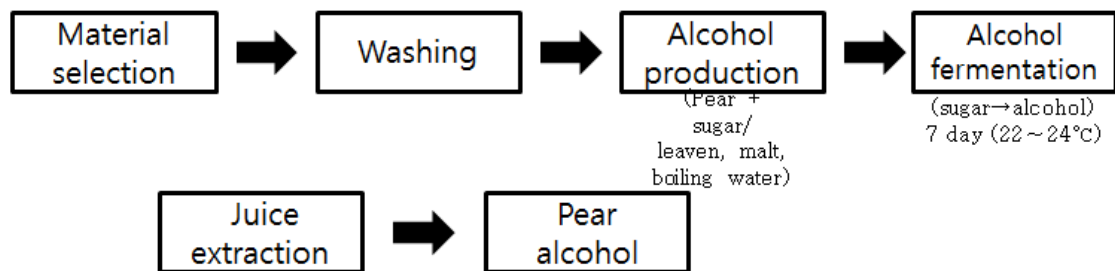 Material
selection
Washing
Alcohol
production
(Pear +
sugar/
leaven, malt,
boiling water)
Alcohol
fermentation
(sugar→alcohol)
7 day (22～24℃)
Juice
extraction
Pear
alcohol